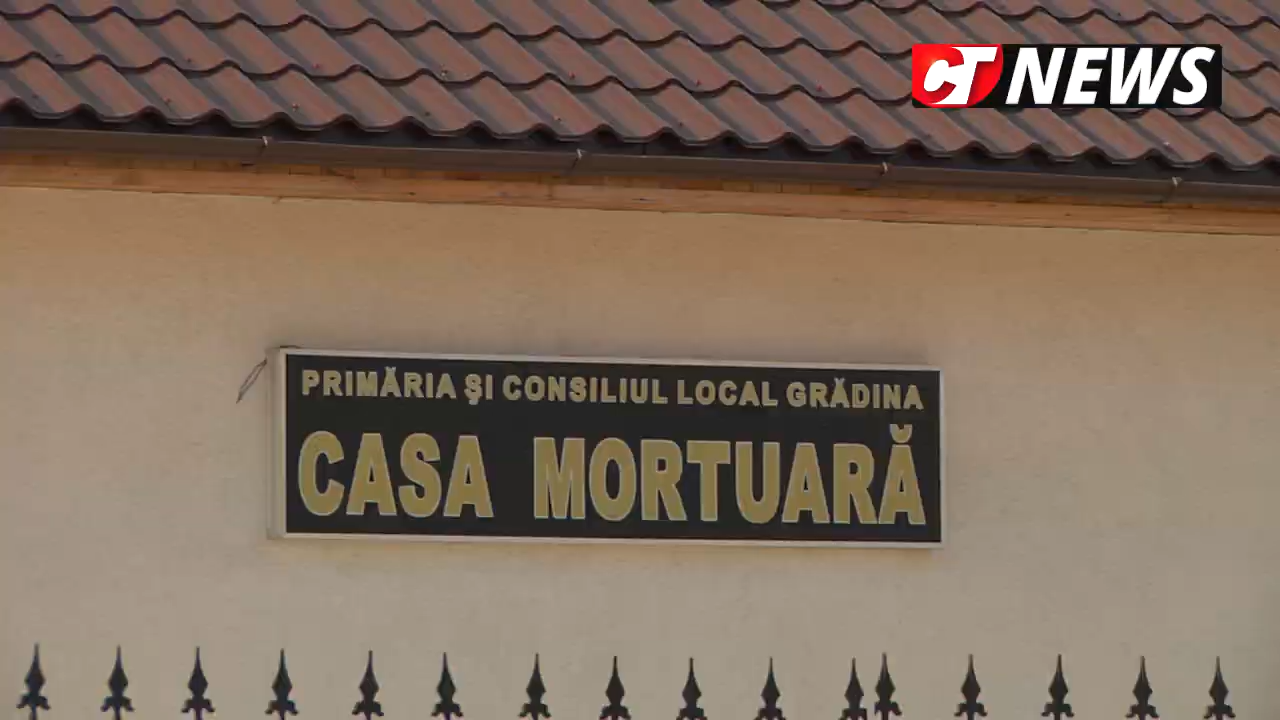 CT NEWS
PRIMĂRIA ŞI CONSILIUL LOCAL GRĂDINA
CASA MORTUARĂ